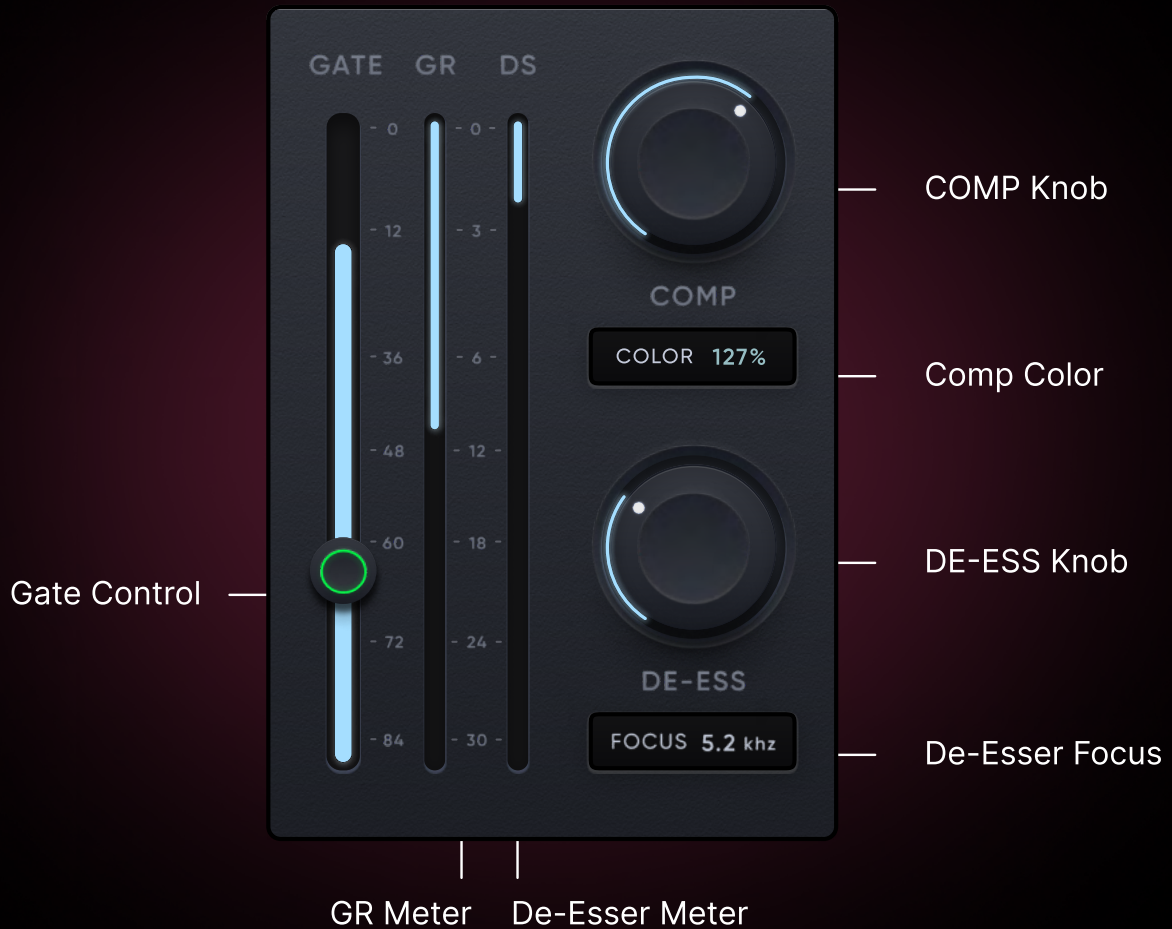 GATE GR DS
- 0 - 0 -
- 12 - 3 -
- 36 - 6 -
- 48 - 12 -
- 60 - 18 -
- 72 - 24 -
- 84 - 30 -
COMP
COLOR 127%
DE-ESS
FOCUS 5.2 khz
COMP Knob
Comp Color
DE-ESS Knob
De-Esser Focus
Gate Control
GR Meter De-Esser Meter